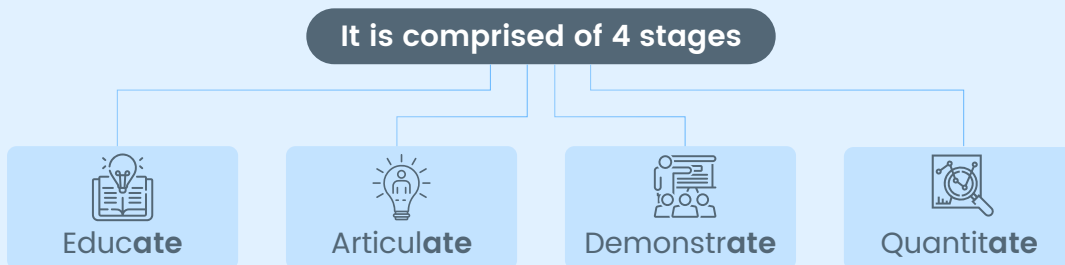 It is comprised of 4 stages
Educate
Articulate
Demonstrate
Quantitate